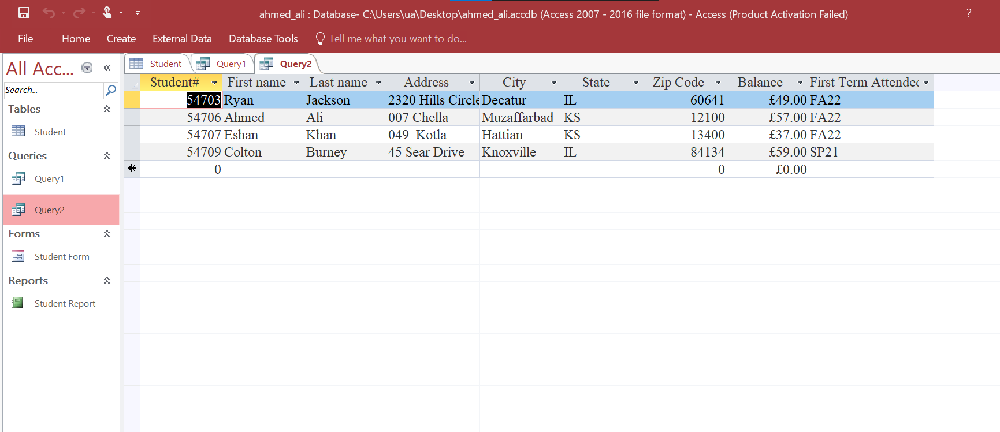 ahmed_ali : Database- C:\Users\ua\Desktop\ahmed_ali.accdb (Access 2007 - 2016 file format) - Access (Product Activation Failed) ?
File Home Create External Data Database Tools Tell me what you want to do...
All Acc... «
Search...
Tables
Student
Queries
Query1
Query2
Forms
Student Form
Reports
Student Report
Student Query1 Query2
Student# First name Last name Address City State Zip Code Balance First Term Attended
54703 Ryan Jackson 2320 Hills Circle Decatur IL 60641 £49.00 FA22
54706 Ahmed Ali 007 Chella Muzaffarbad KS 12100 £57.00 FA22
54707 Eshan Khan 049 Kotla Hattian KS 13400 £37.00 FA22
54709 Colton Burney 45 Sear Drive Knoxville IL 84134 £59.00 SP21
* 0 0 £0.00